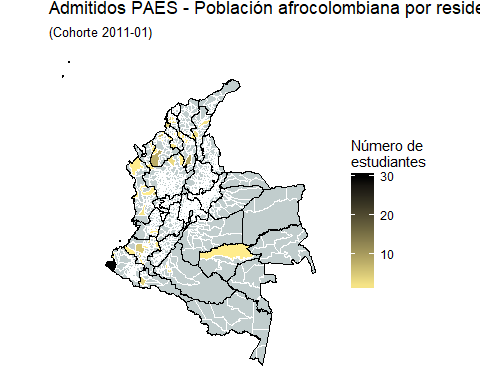 Admitidos PAES - Población afrocolombiana por reside
(Cohorte 2011-01)
Número de
estudiantes
30
20
10